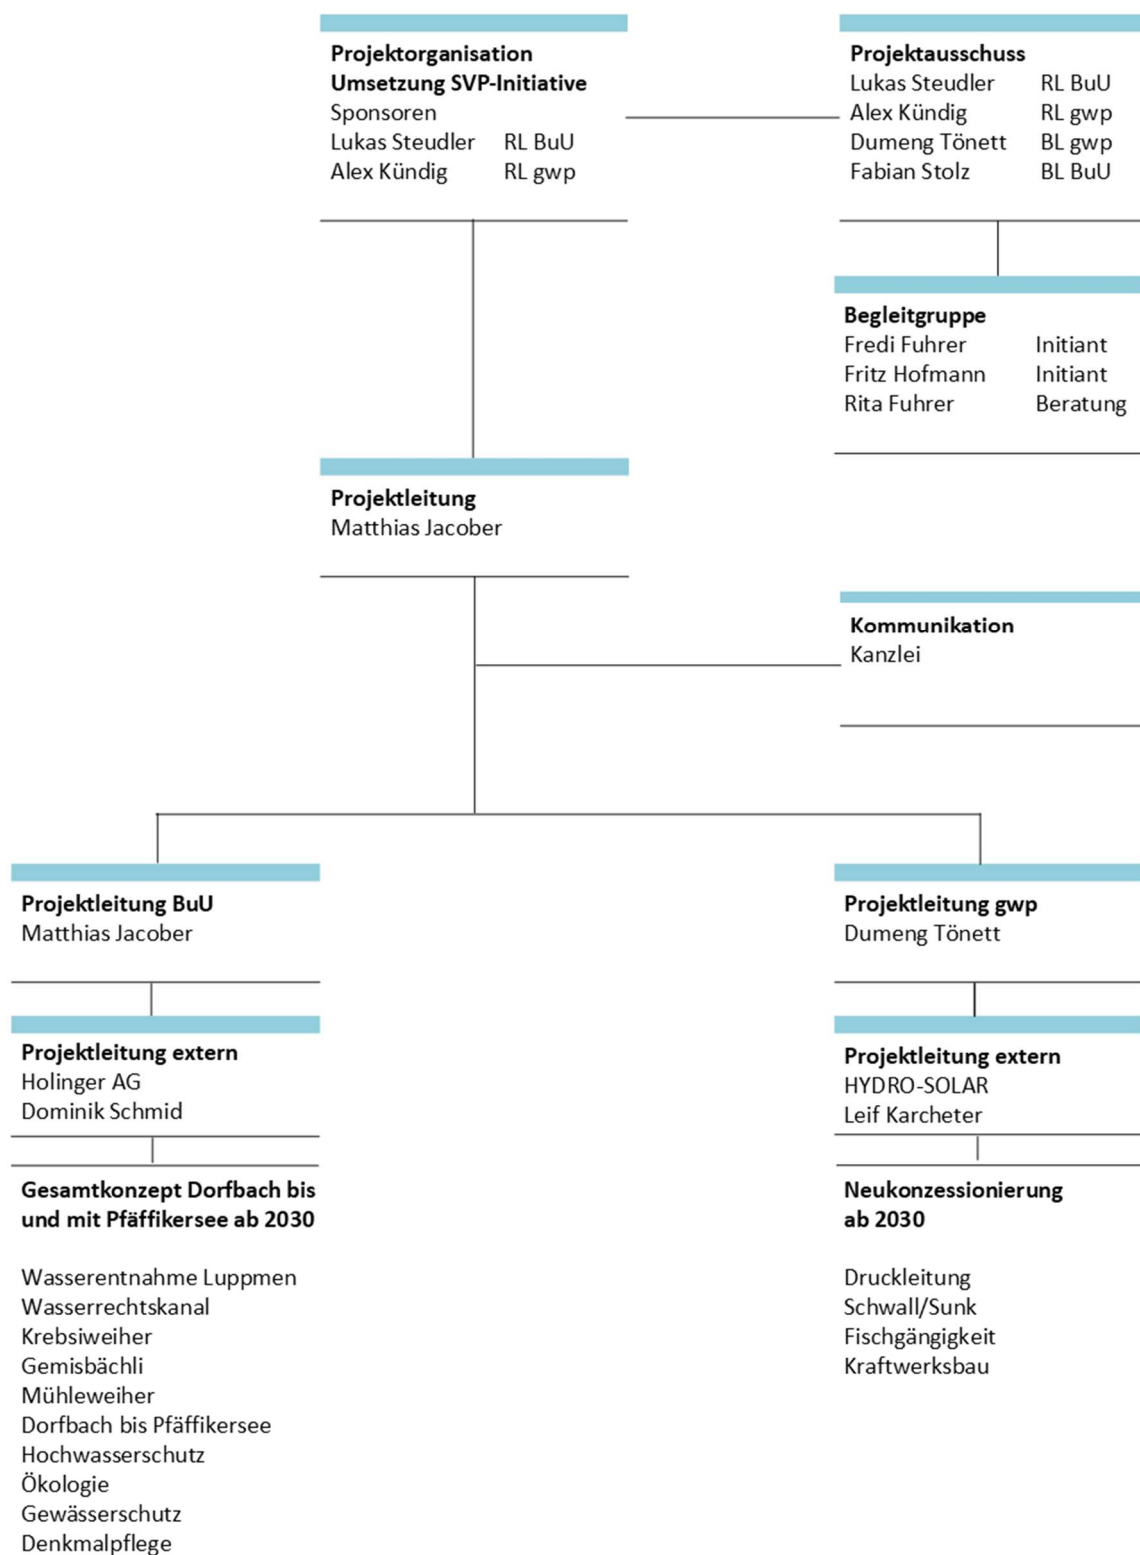 Projektorganisation
Umsetzung SVP-Initiative
Sponsoren
Lukas Steudler RL BuU
Alex Kündig RL gwp
Projektausschuss
Lukas Steudler RL BuU
Alex Kündig RL gwp
Dumeng Tönett BL gwp
Fabian Stolz BL BuU
Begleitgruppe
Fredi Fuhrer Initiant
Fritz Hofmann Initiant
Rita Fuhrer Beratung
Projektleitung
Matthias Jacober
Kommunikation
Kanzlei
Projektleitung BuU
Matthias Jacober
Projektleitung extern
Holinger AG
Dominik Schmid
Gesamtkonzept Dorfbach bis
und mit Pfäffikersee ab 2030
Wasserentnahme Luppmen
Wasserrechtskanal
Krebsiweiher
Gemisbächli
Mühleweiher
Dorfbach bis Pfäffikersee
Hochwasserschutz
Ökologie
Gewässerschutz
Denkmalpflege
Projektleitung gwp
Dumeng Tönett
Projektleitung extern
HYDRO-SOLAR
Leif Karcheter
Neukonzessionierung
ab 2030
Druckleitung
Schwall/Sunk
Fischgängigkeit
Kraftwerksbau